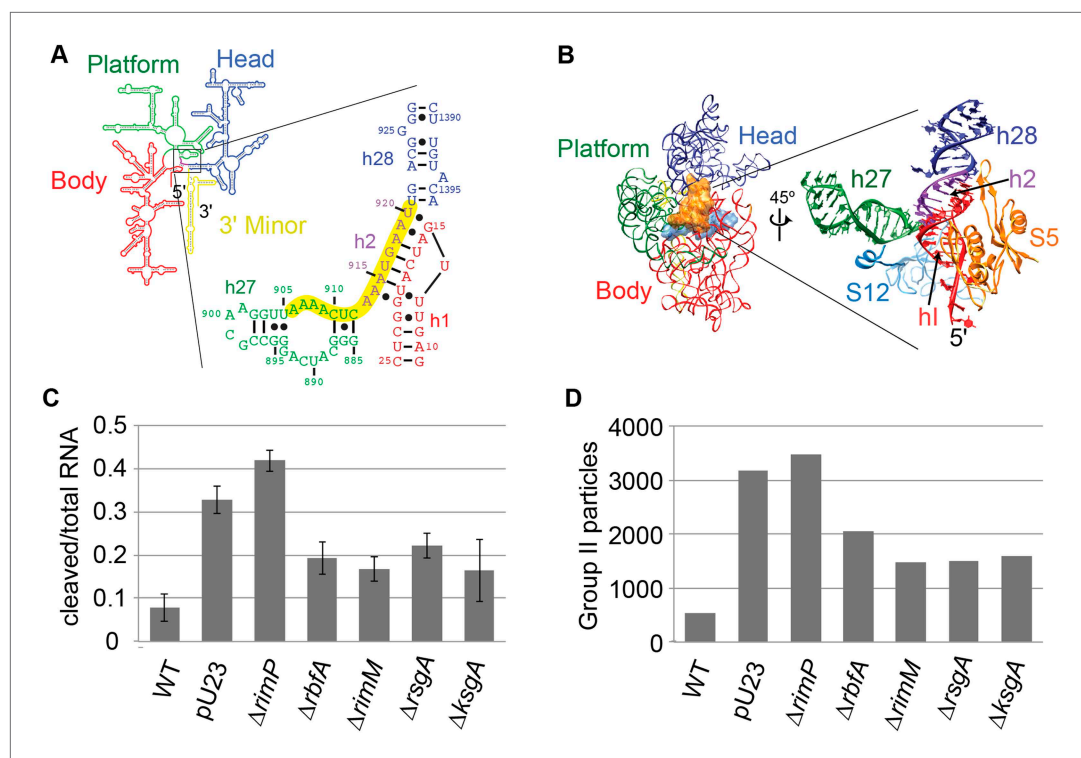 A
Platform
Head
Body
5'
3'
3' Minor
h28
925
1390
1395
920
h2
915
G15
h27
905
910
900
AAGGUUAAAACUC
895
890
885
h1
25
10
B
Platform
Head
Body
45°
h28
h27
h2
S5
S12
hI
5'
C
cleaved/total RNA
0.5
0.4
0.3
0.2
0.1
0
WT
pU23
ΔrimP
ΔrbfA
ΔrimM
ΔrsgA
ΔksgA
D
Group II particles
4000
3000
2000
1000
0
WT
pU23
ΔrimP
ΔrbfA
ΔrimM
ΔrsgA
ΔksgA